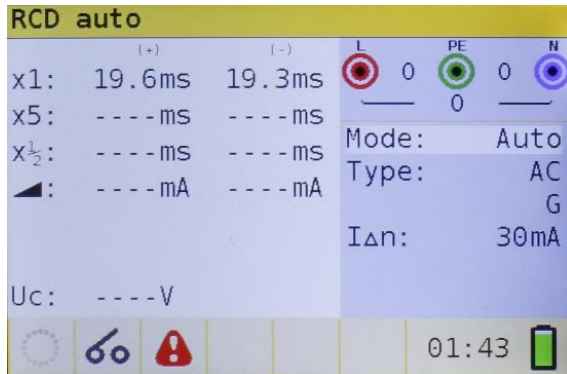 RCD auto
(+) (-)
x1: 19.6ms 19.3ms
x5: ----ms ----ms
x½: ----ms ----ms
: ----mA ----mA
Uc: ----V
L PE N
0 0
0
Mode: Auto
Type: AC
G
I∆n: 30mA
01:43